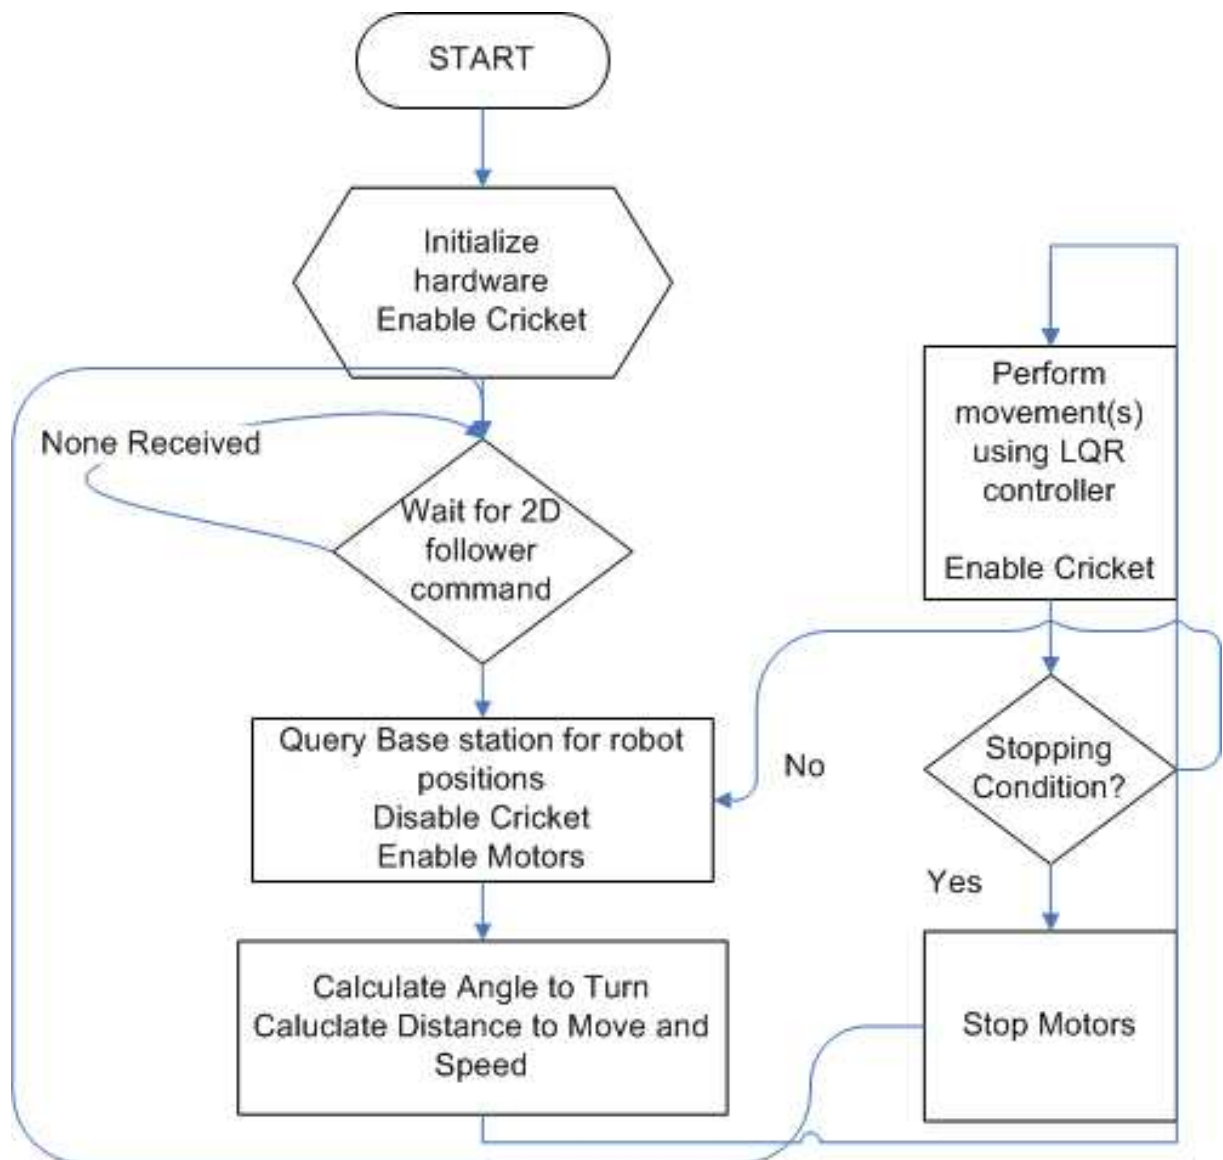 START
Initialize
hardware
Enable Cricket
None Received
Wait for 2D
follower
command
Query Base station for robot
positions
Disable Cricket
Enable Motors
Calculate Angle to Turn
Caluclate Distance to Move and
Speed
Perform
movement(s)
using LQR
controller
Enable Cricket
Stopping
Condition?
No
Yes
Stop Motors